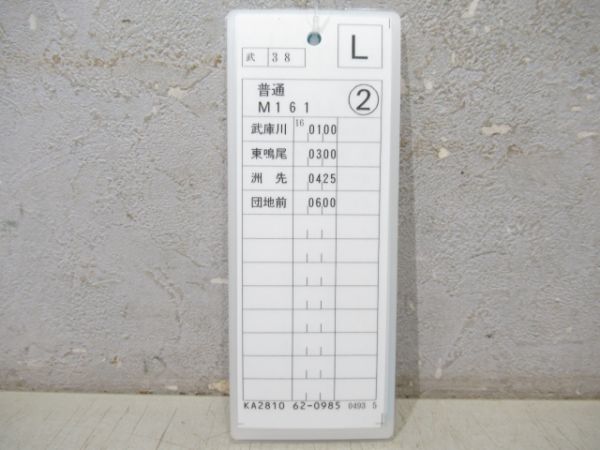 武 38 L
普通
M161 ②
武庫川 16 0100
東鳴尾 0300
洲先 0425
団地前 0600
KA2810 62-0985 0493 5